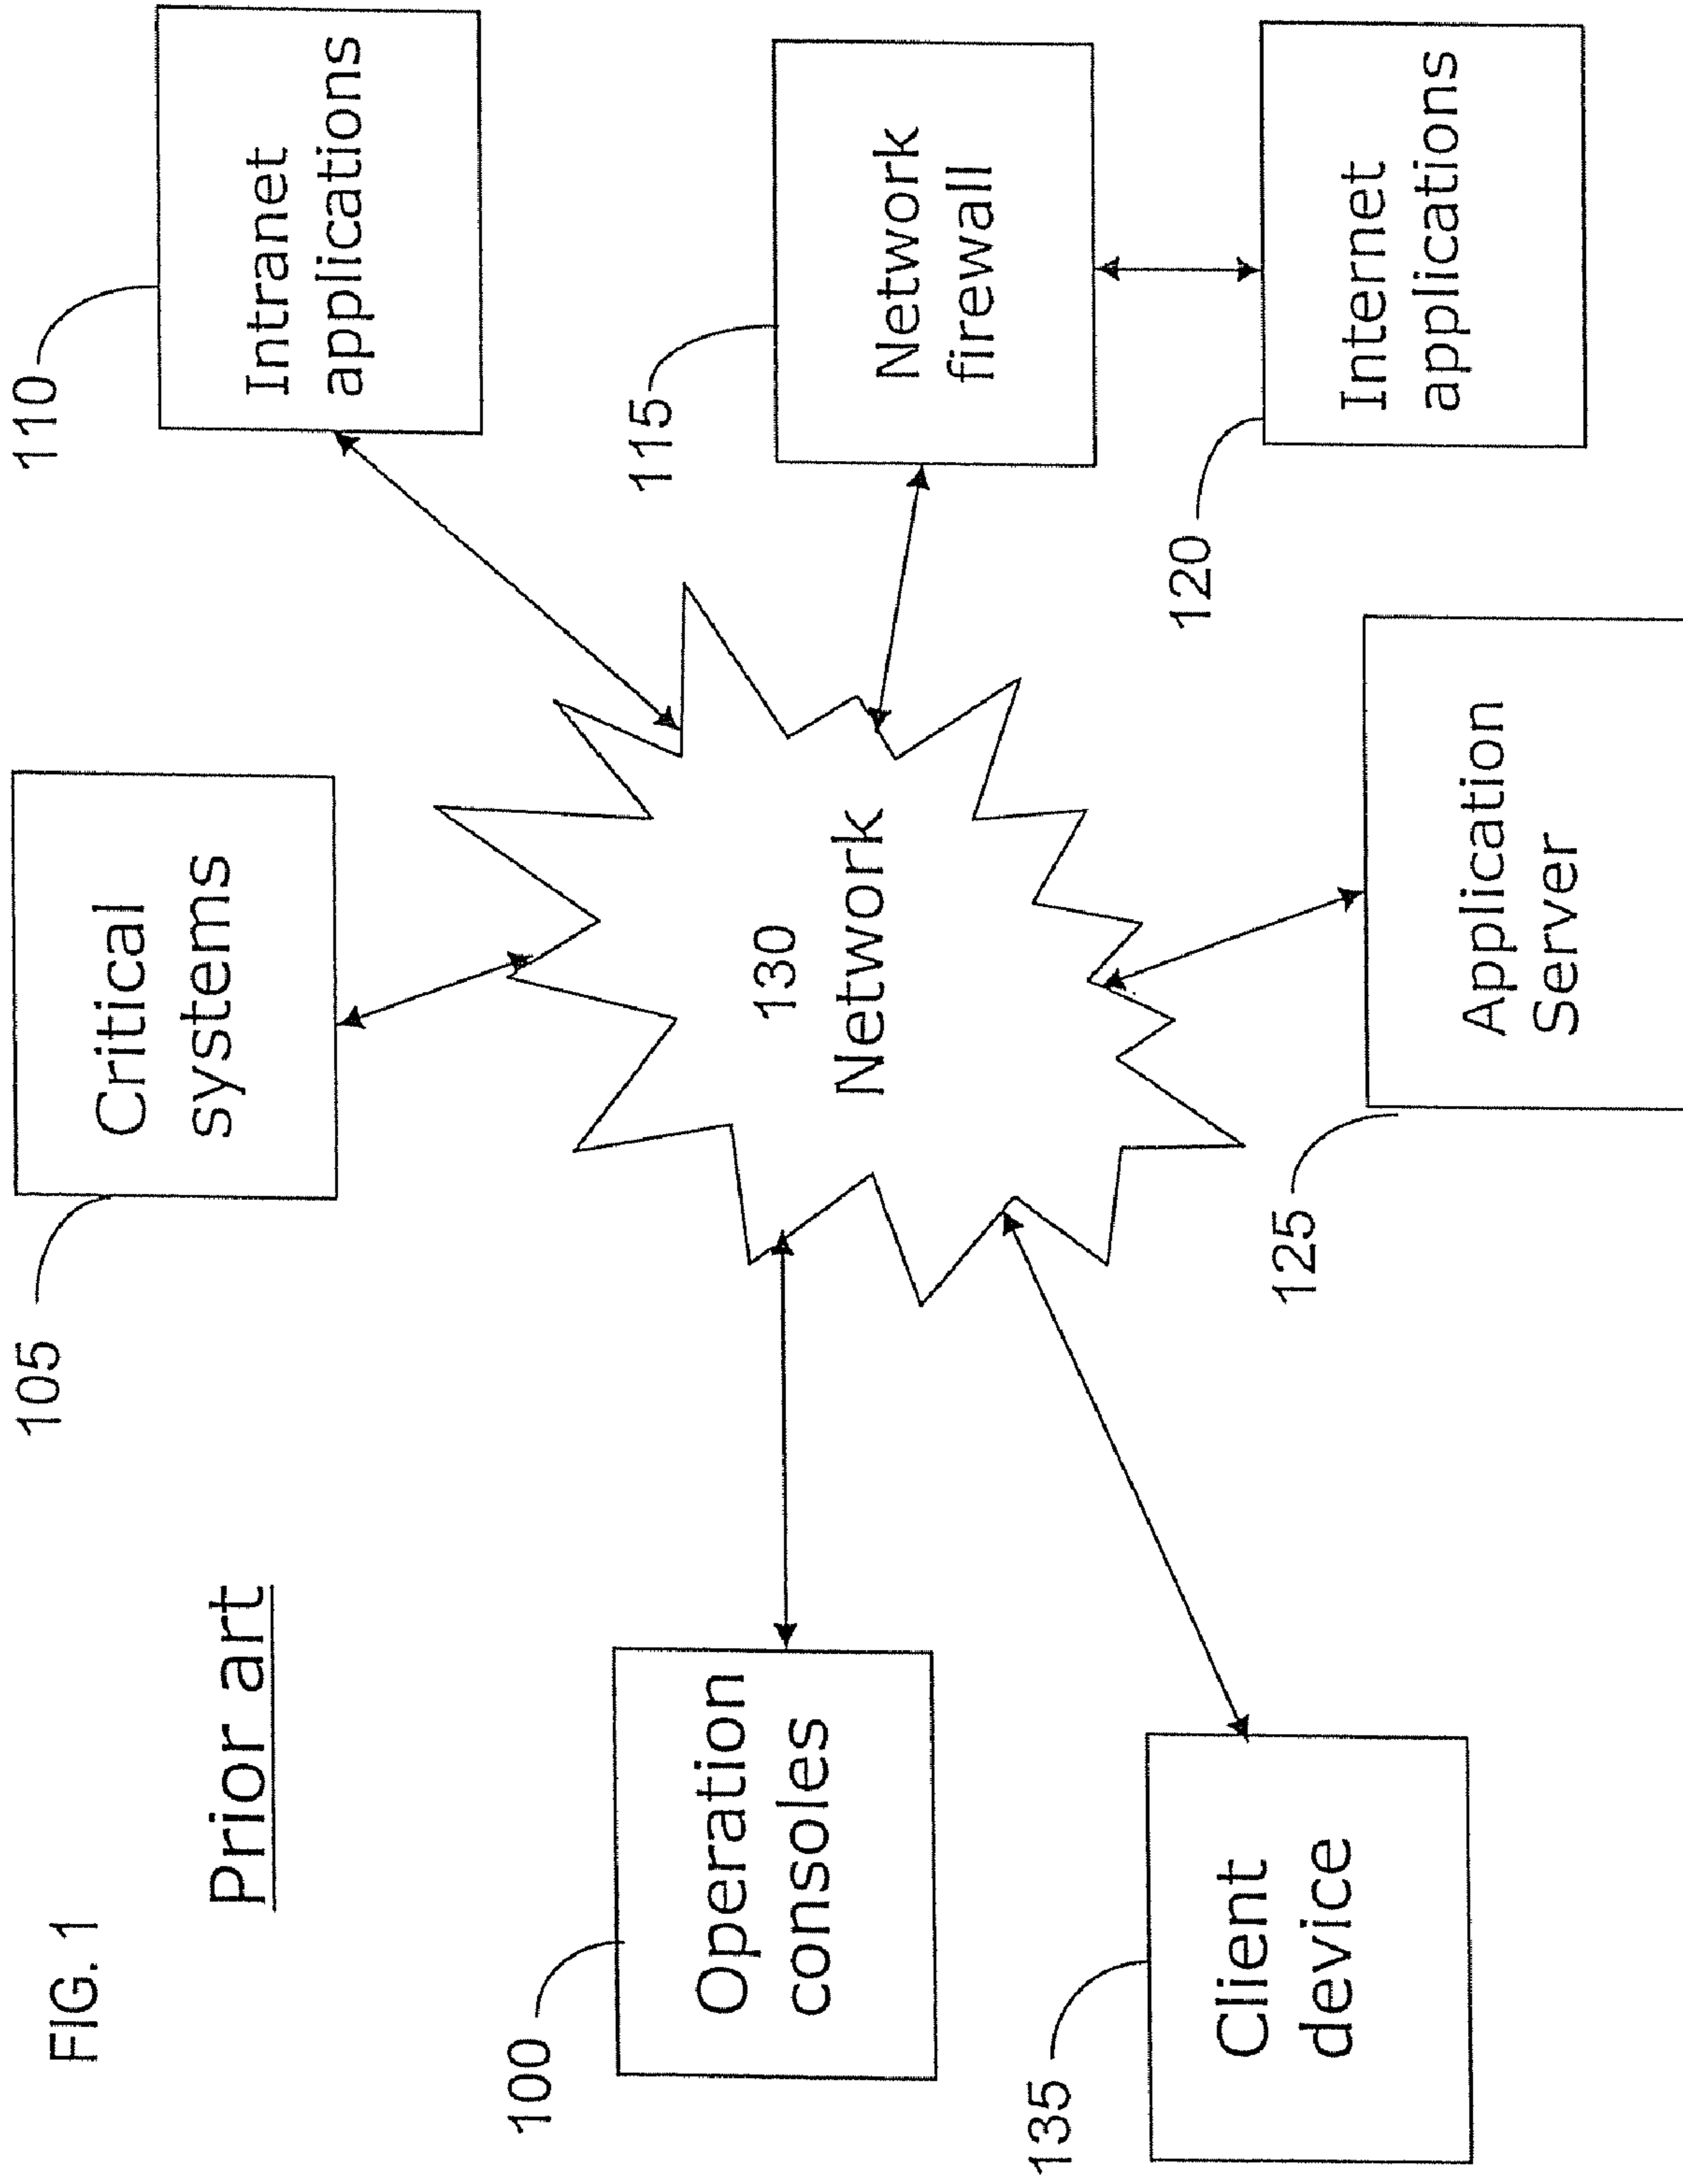 FIG. 1
Prior art
105
Critical
systems
110
Intranet
applications
100
Operation
consoles
130
Network
115
Network
firewall
135
Client
device
125
Application
Server
120
Internet
applications